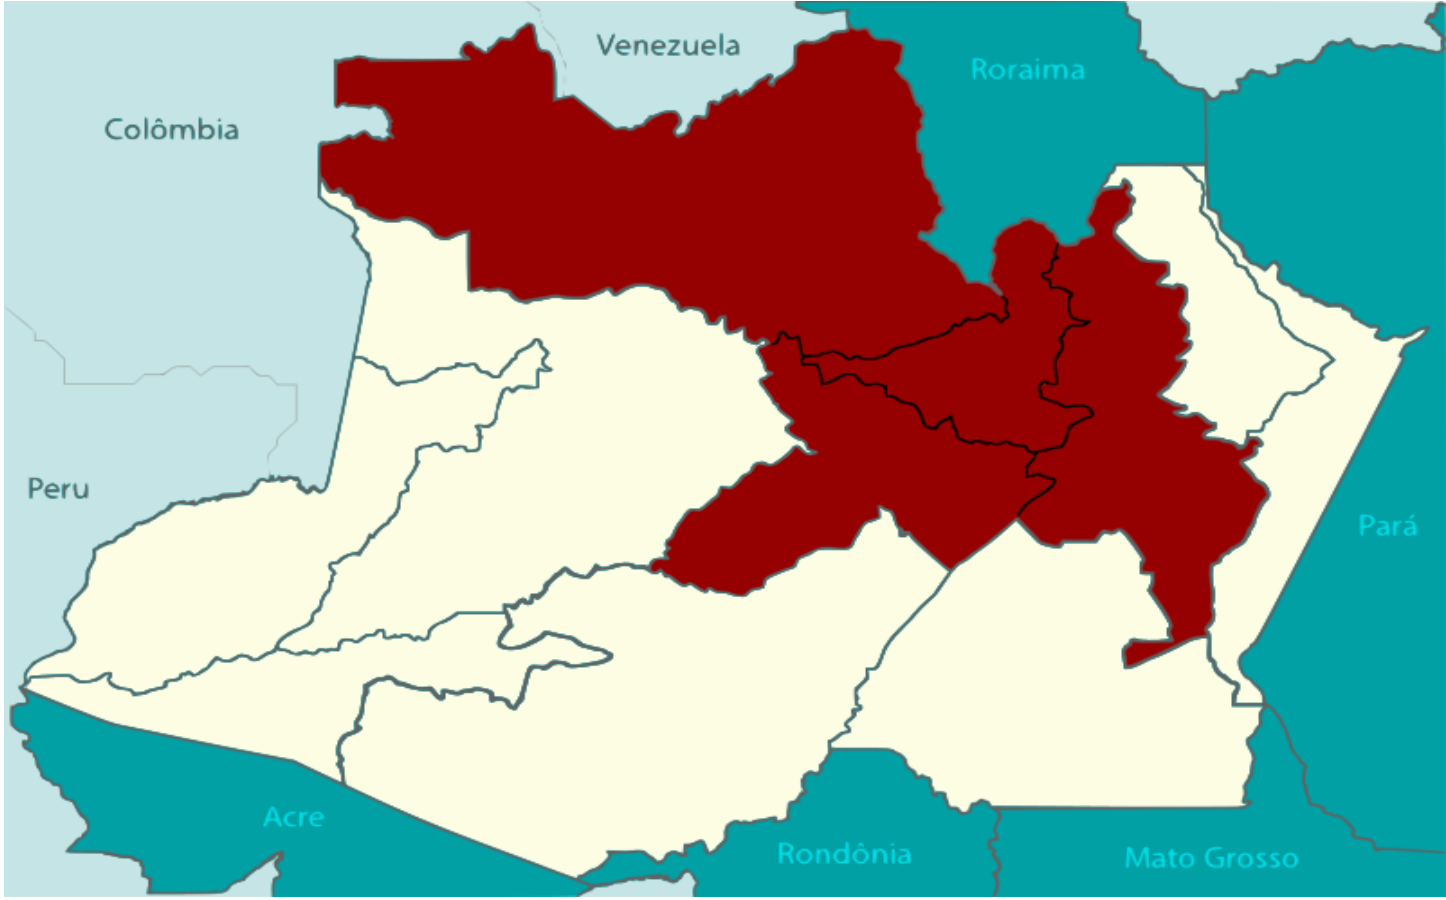 Venezuela
Roraima
Colômbia
Peru
Pará
Acre
Rondônia
Mato Grosso